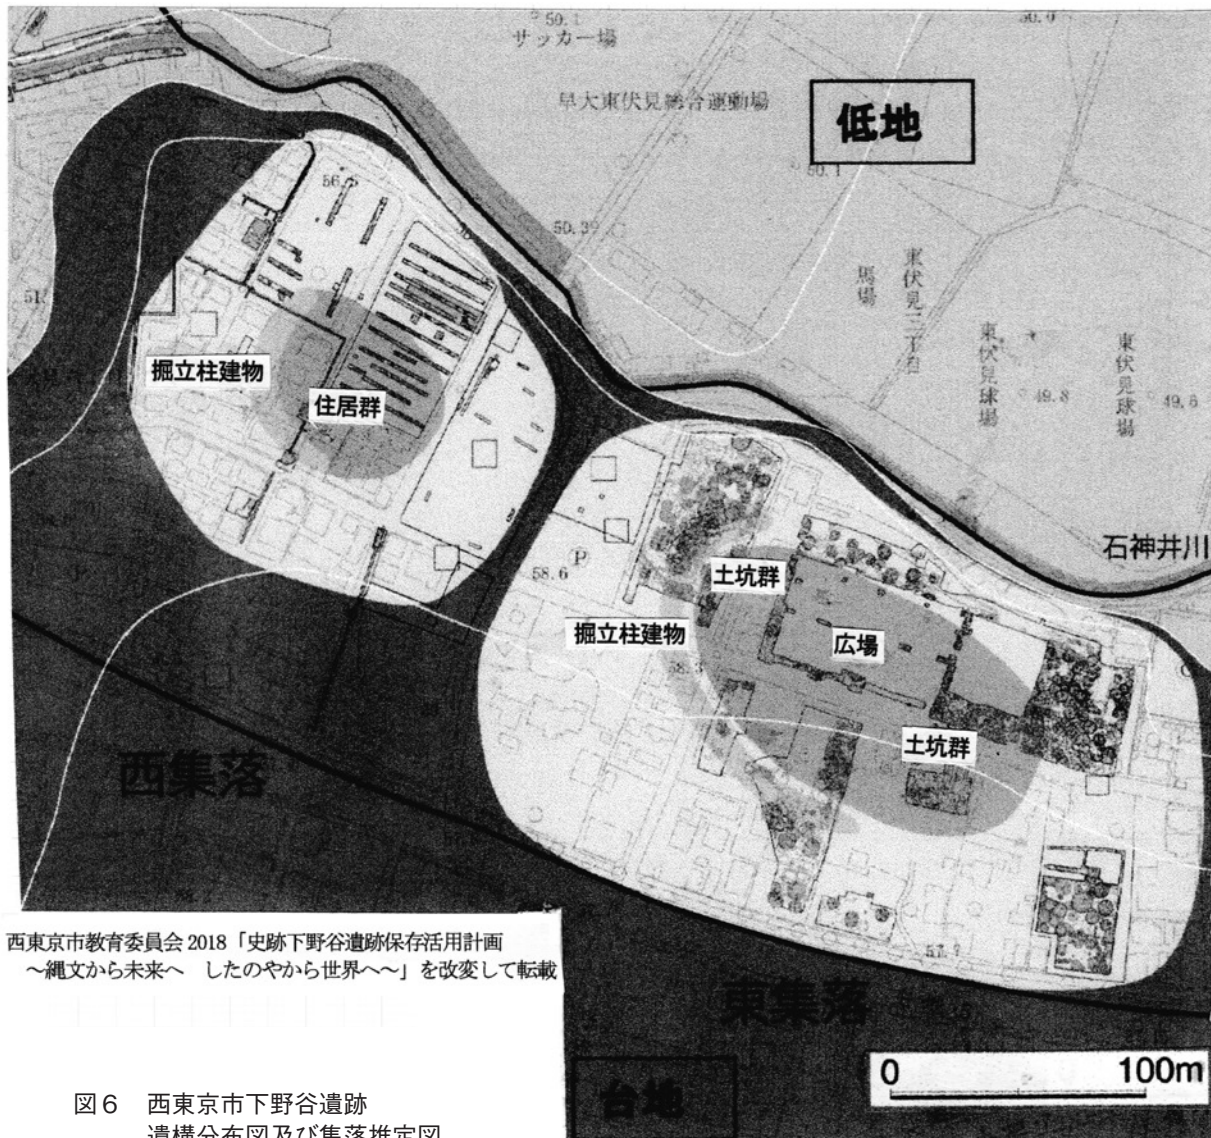 50.1
50.0
サッカー場
早大東伏見総合運動場
低地
50.1
56.5
50.39
馬場
東伏見二丁目
東伏見球場
49.8
東伏見球場
49.6
51.
掘立柱建物
住居群
石神井川
P
58.6
土坑群
掘立柱建物
広場
58.3
土坑群
西集落
57.7
東集落
台地
0 100m
西東京市教育委員会 2018「史跡下野谷遺跡保存活用計画
～縄文から未来へ したのやから世界へ～」を改変して転載
図6 西東京市下野谷遺跡
遺構分布図及び集落推定図